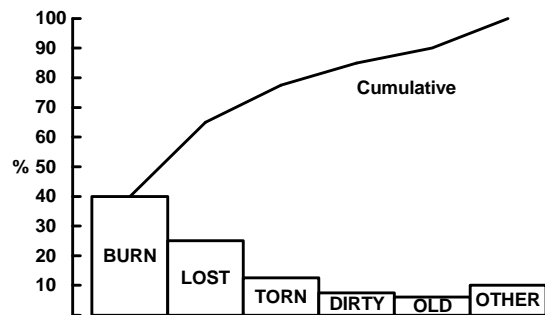 100
90
80
70
60
% 50
40
30
20
10
Cumulative
BURN
LOST
TORN
DIRTY
OLD
OTHER